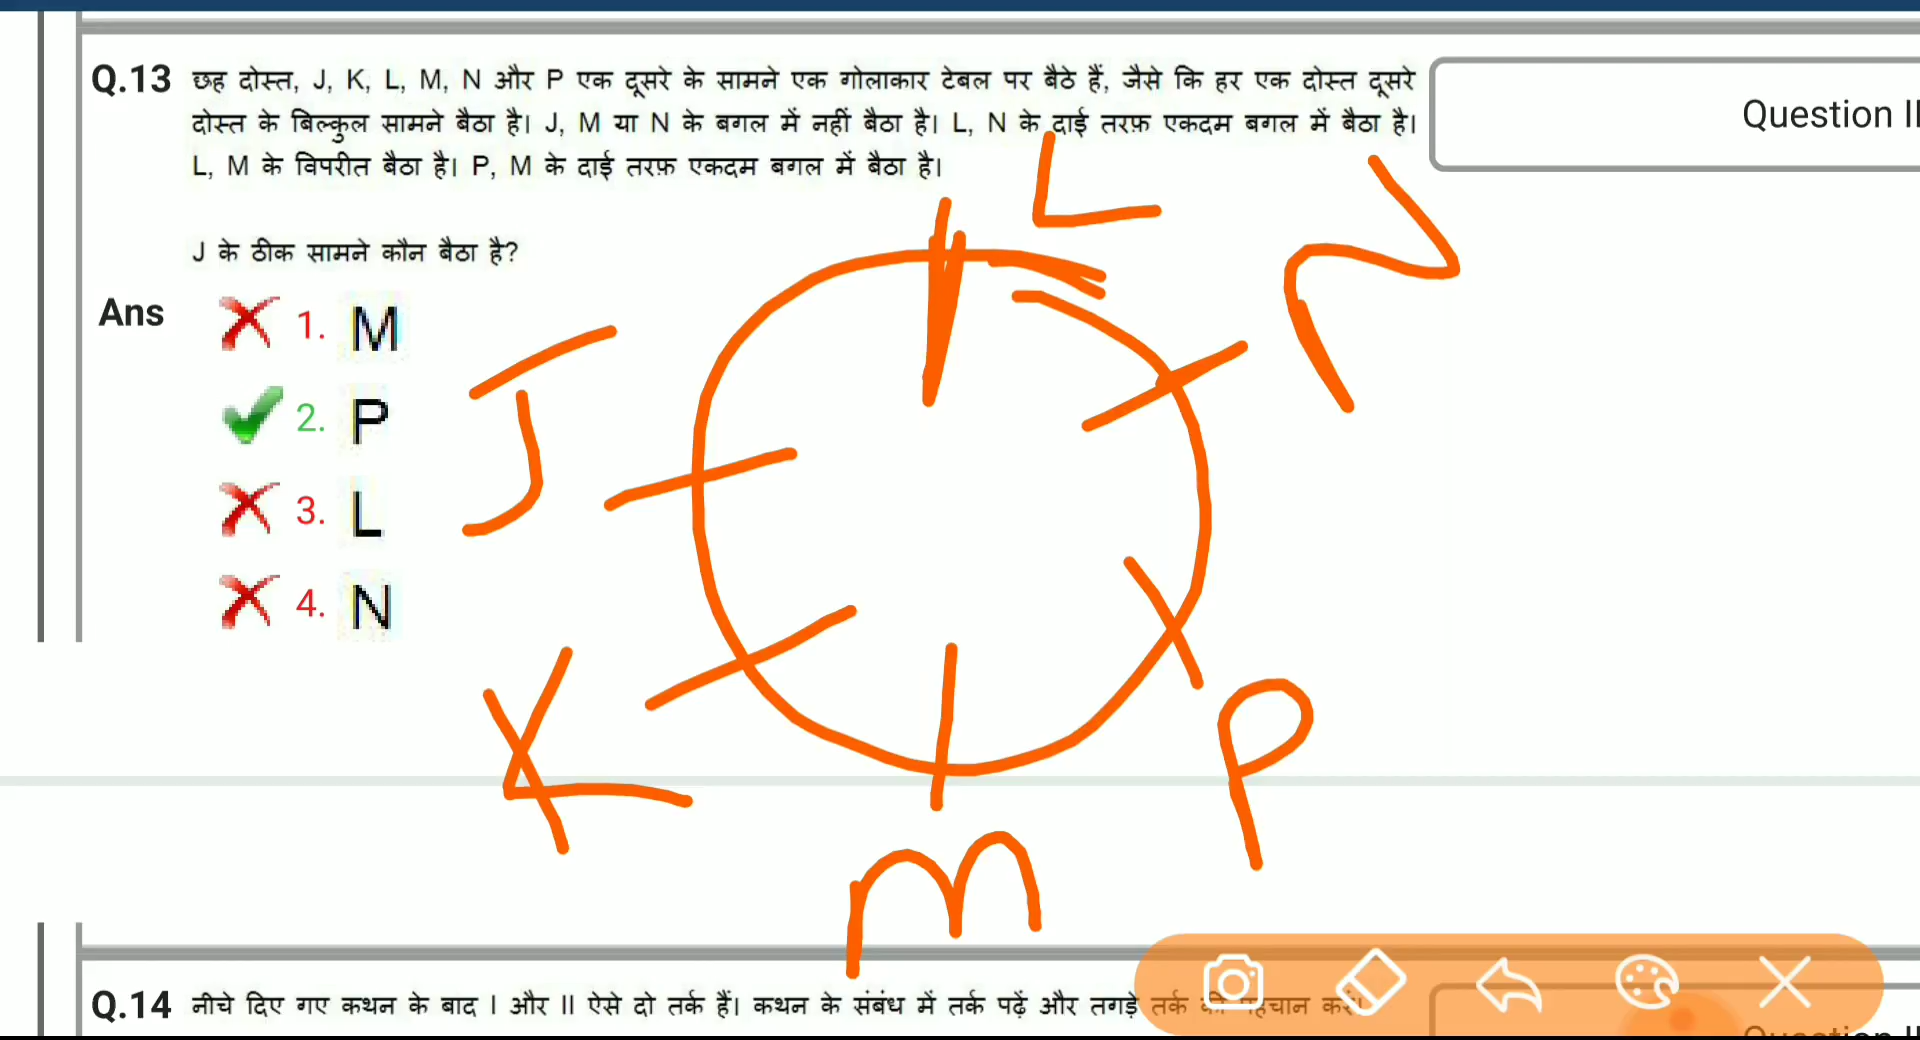 Q.13 छह दोस्त, J, K, L, M, N और P एक दूसरे के सामने एक गोलाकार टेबल पर बैठे हैं, जैसे कि हर एक दोस्त दूसरे
दोस्त के बिल्कुल सामने बैठा है। J, M या N के बगल में नहीं बैठा है। L, N के दाई तरफ़ एकदम बगल में बैठा है।
L, M के विपरीत बैठा है। P, M के दाई तरफ़ एकदम बगल में बैठा है।
Question
J के ठीक सामने कौन बैठा है?
Ans
1. M
2. P
3. L
4. N
L
N
J
K
P
m
Q.14 नीचे दिए गए कथन के बाद I और II ऐसे दो तर्क हैं। कथन के संबंध में तर्क पढ़ें और तगड़े तर्क की पहचान करें।